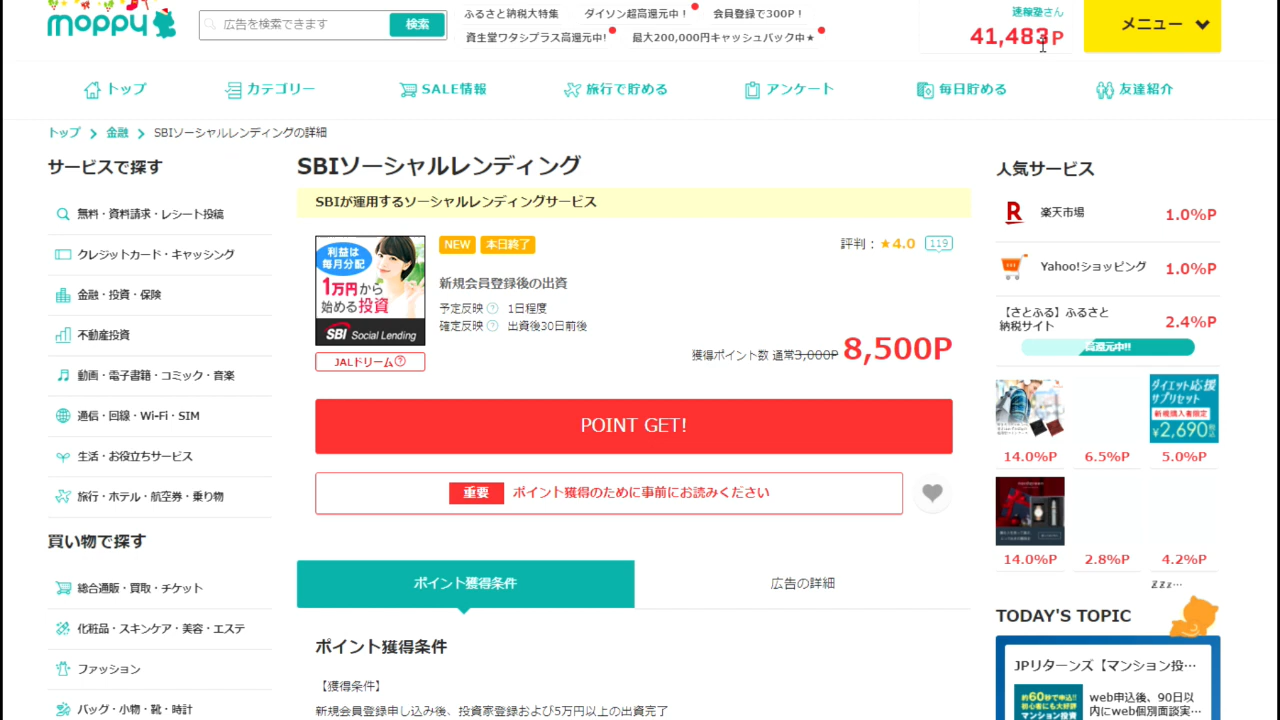 moppy
広告を検索できます
検索
ふるさと納税大特集
ダイソン超高還元中！
会員登録で300P！
資生堂ワタシプラス高還元中!
最大200,000円キャッシュバック中★
速輪塾さん
41,483P
メニュー
トップ
カテゴリー
SALE情報
旅行で貯める
アンケート
毎日貯める
友達紹介
トップ
金融
SBIソーシャルレンディングの詳細
サービスで探す
無料・資料請求・レシート投稿
クレジットカード・キャッシング
金融・投資・保険
不動産投資
動画・電子書籍・コミック・音楽
通信・回線・Wi-Fi・SIM
生活・お役立ちサービス
旅行・ホテル・航空券・乗り物
買い物で探す
総合通販・買取・チケット
化粧品・スキンケア・美容・エステ
ファッション
バッグ・小物・靴・時計
SBIソーシャルレンディング
SBIが運用するソーシャルレンディングサービス
利益は
毎月分配
1万円から
始める投資
SBI Social Lending
JALドリーム?
NEW
本日終了
評判：★4.0
119
新規会員登録後の出資
予定反映 ? 1日程度
確定反映 ? 出資後30日前後
獲得ポイント数 通常3,000P 8,500P
POINT GET!
重要
ポイント獲得のために事前にお読みください
ポイント獲得条件
広告の詳細
ポイント獲得条件
【獲得条件】
新規会員登録申し込み後、投資家登録および5万円以上の出資完了
人気サービス
R
楽天市場
1.0%P
Yahoo!ショッピング
1.0%P
【さとふる】ふるさと
納税サイト
2.4%P
高還元中!!
ダイエット応援
サプリセット
新規購入者限定
¥2,690
14.0%P
6.5%P
5.0%P
14.0%P
2.8%P
4.2%P
zzz…
TODAY'S TOPIC
JPリターンズ【マンション投…
約60秒で申込!!
初心者にも大好評
マンション投資
web申込後、90日以
内にweb個別面談実…